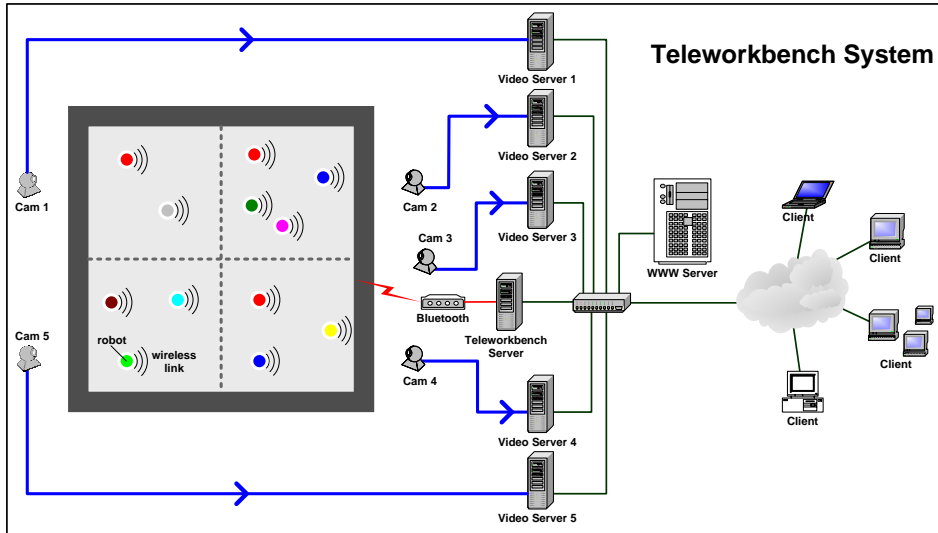 Teleworkbench System
Video Server 1
Video Server 2
Cam 1
Cam 2
Client
Video Server 3
Cam 3
Client
WWW Server
Bluetooth
Teleworkbench
Server
Cam 5
robot
wireless
link
Cam 4
Client
Client
Video Server 4
Video Server 5